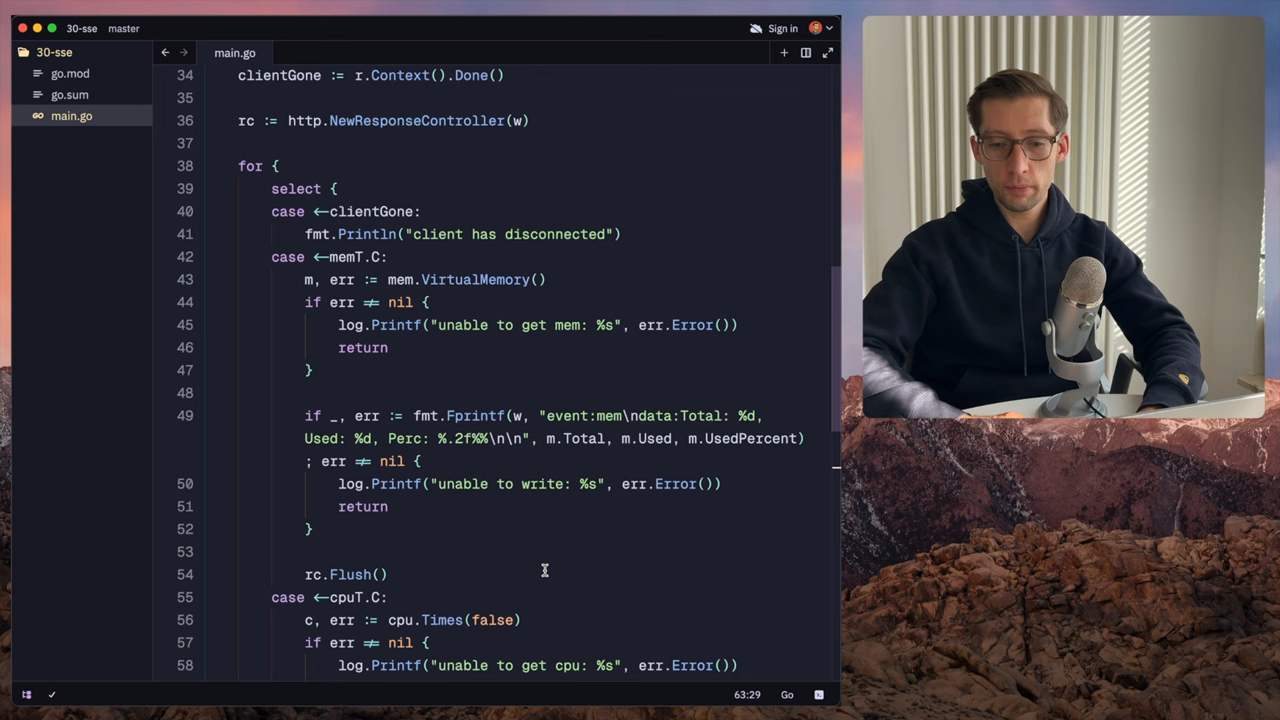 30-sse master
Sign in
30-sse
go.mod
go.sum
GO main.go
main.go
34 clientGone := r.Context().Done()
35
36 rc := http.NewResponseController(w)
37
38 for {
39 select {
40 case <-clientGone:
41 fmt.Println("client has disconnected")
42 case <-memT.C:
43 m, err := mem.VirtualMemory()
44 if err != nil {
45 log.Printf("unable to get mem: %s", err.Error())
46 return
47 }
48
49 if _, err := fmt.Fprintf(w, "event:mem\ndata:Total: %d,
Used: %d, Perc: %.2f%%\n\n", m.Total, m.Used, m.UsedPercent)
; err != nil {
50 log.Printf("unable to write: %s", err.Error())
51 return
52 }
53
54 rc.Flush()
55 case <-cpuT.C:
56 c, err := cpu.Times(false)
57 if err != nil {
58 log.Printf("unable to get cpu: %s", err.Error())
63:29 Go